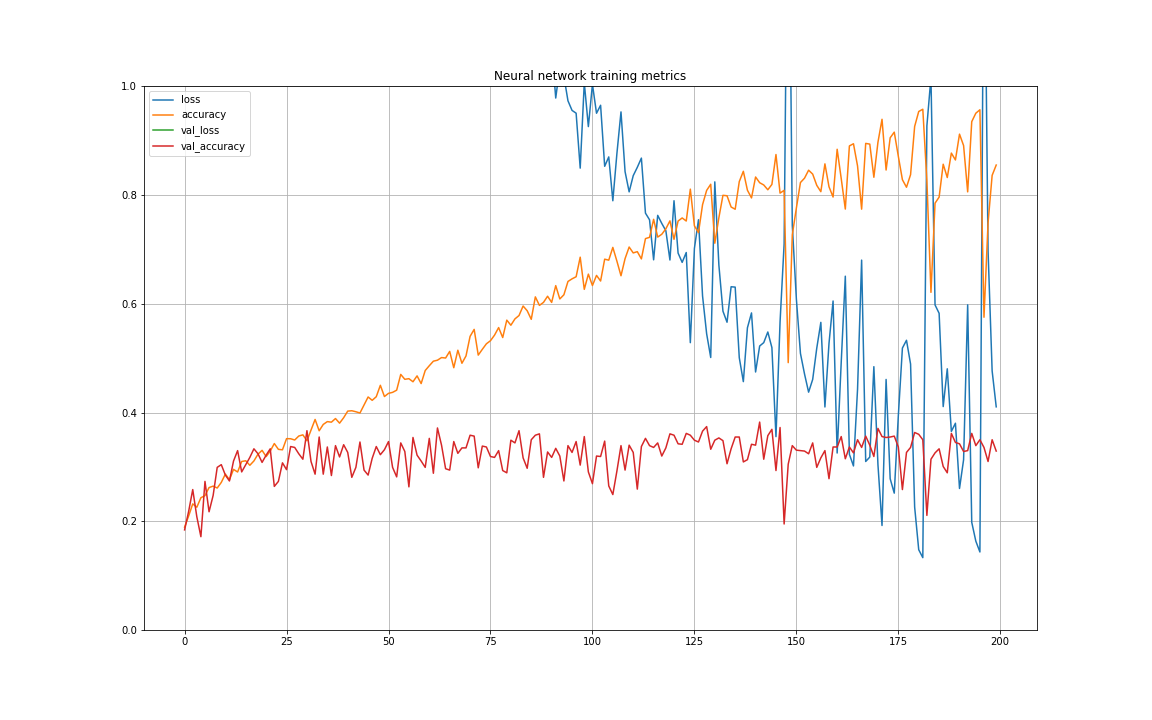 Neural network training metrics
1.0
loss
accuracy
val_loss
val_accuracy
0.8
0.6
0.4
0.2
0.0
0 25 50 75 100 125 150 175 200